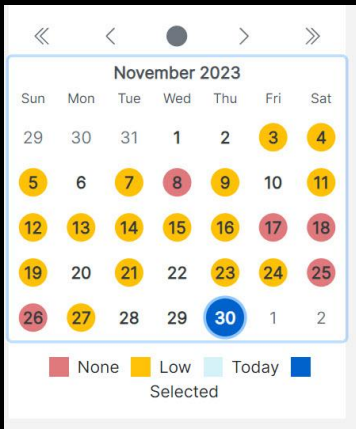 November 2023
Sun Mon Tue Wed Thu Fri Sat
29 30 31 1 2 3 4
5 6 7 8 9 10 11
12 13 14 15 16 17 18
19 20 21 22 23 24 25
26 27 28 29 30 1 2
None Low Today
Selected